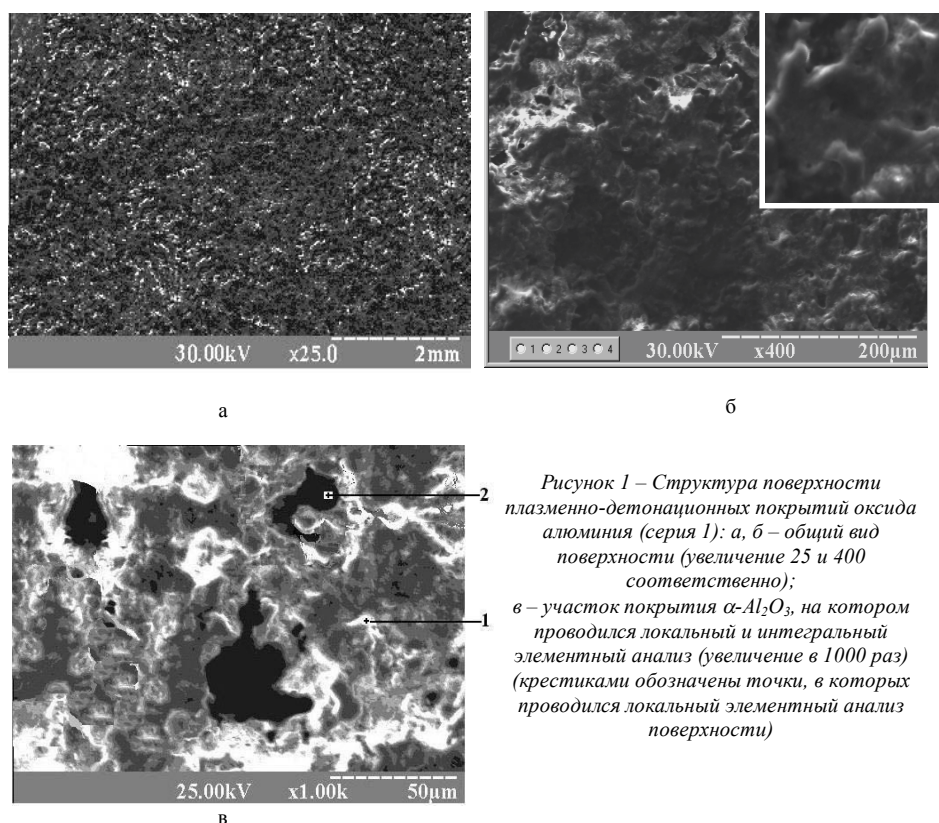 30.00kV x25.0 2mm
1 2 3 4 30.00kV x400 200µm
а
б
2
1
25.00kV x1.00k 50µm
в
Рисунок 1 – Структура поверхности
плазменно-детонационных покрытий оксида
алюминия (серия 1): а, б – общий вид
поверхности (увеличение 25 и 400
соответственно);
в – участок покрытия α-Al₂O₃, на котором
проводился локальный и интегральный
элементный анализ (увеличение в 1000 раз)
(крестиками обозначены точки, в которых
проводился локальный элементный анализ
поверхности)